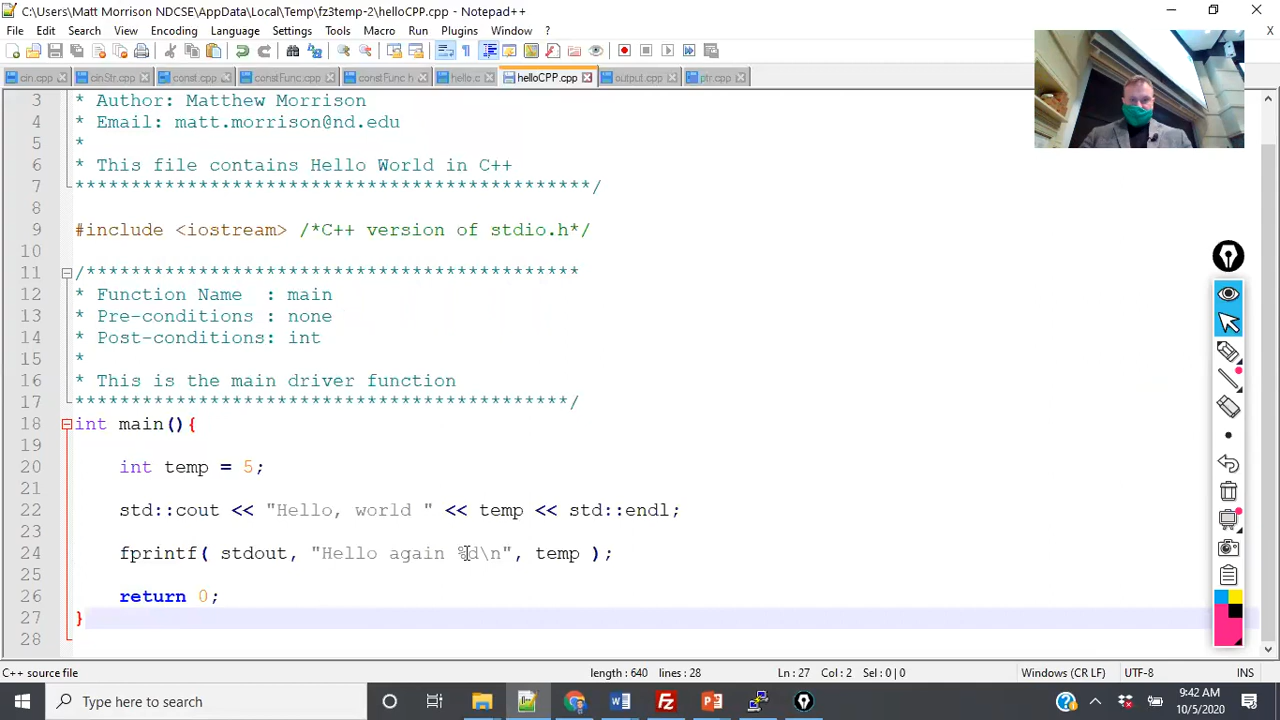 C:\Users\Matt Morrison NDCSE\AppData\Local\Temp\fz3temp-2\helloCPP.cpp - Notepad++
File Edit Search View Encoding Language Settings Tools Macro Run Plugins Window ? X
cin.cpp cinStr.cpp const.cpp constFunc.cpp constFunc.h hello.c helloCPP.cpp output.cpp ptr.cpp
3 * Author: Matthew Morrison
4 * Email: matt.morrison@nd.edu
5 *
6 * This file contains Hello World in C++
7 **********************************************/
8
9 #include <iostream> /*C++ version of stdio.h*/
10
11 /********************************************
12 * Function Name  : main
13 * Pre-conditions : none
14 * Post-conditions: int
15 *
16 * This is the main driver function
17 ********************************************/
18 int main(){
19
20 int temp = 5;
21
22 std::cout << "Hello, world " << temp << std::endl;
23
24 fprintf( stdout, "Hello again %d\n", temp );
25
26 return 0;
27 }
28
C++ source file length : 640 lines : 28 Ln : 27 Col : 2 Sel : 0 | 0 Windows (CR LF) UTF-8 INS
Type here to search
9:42 AM
10/5/2020